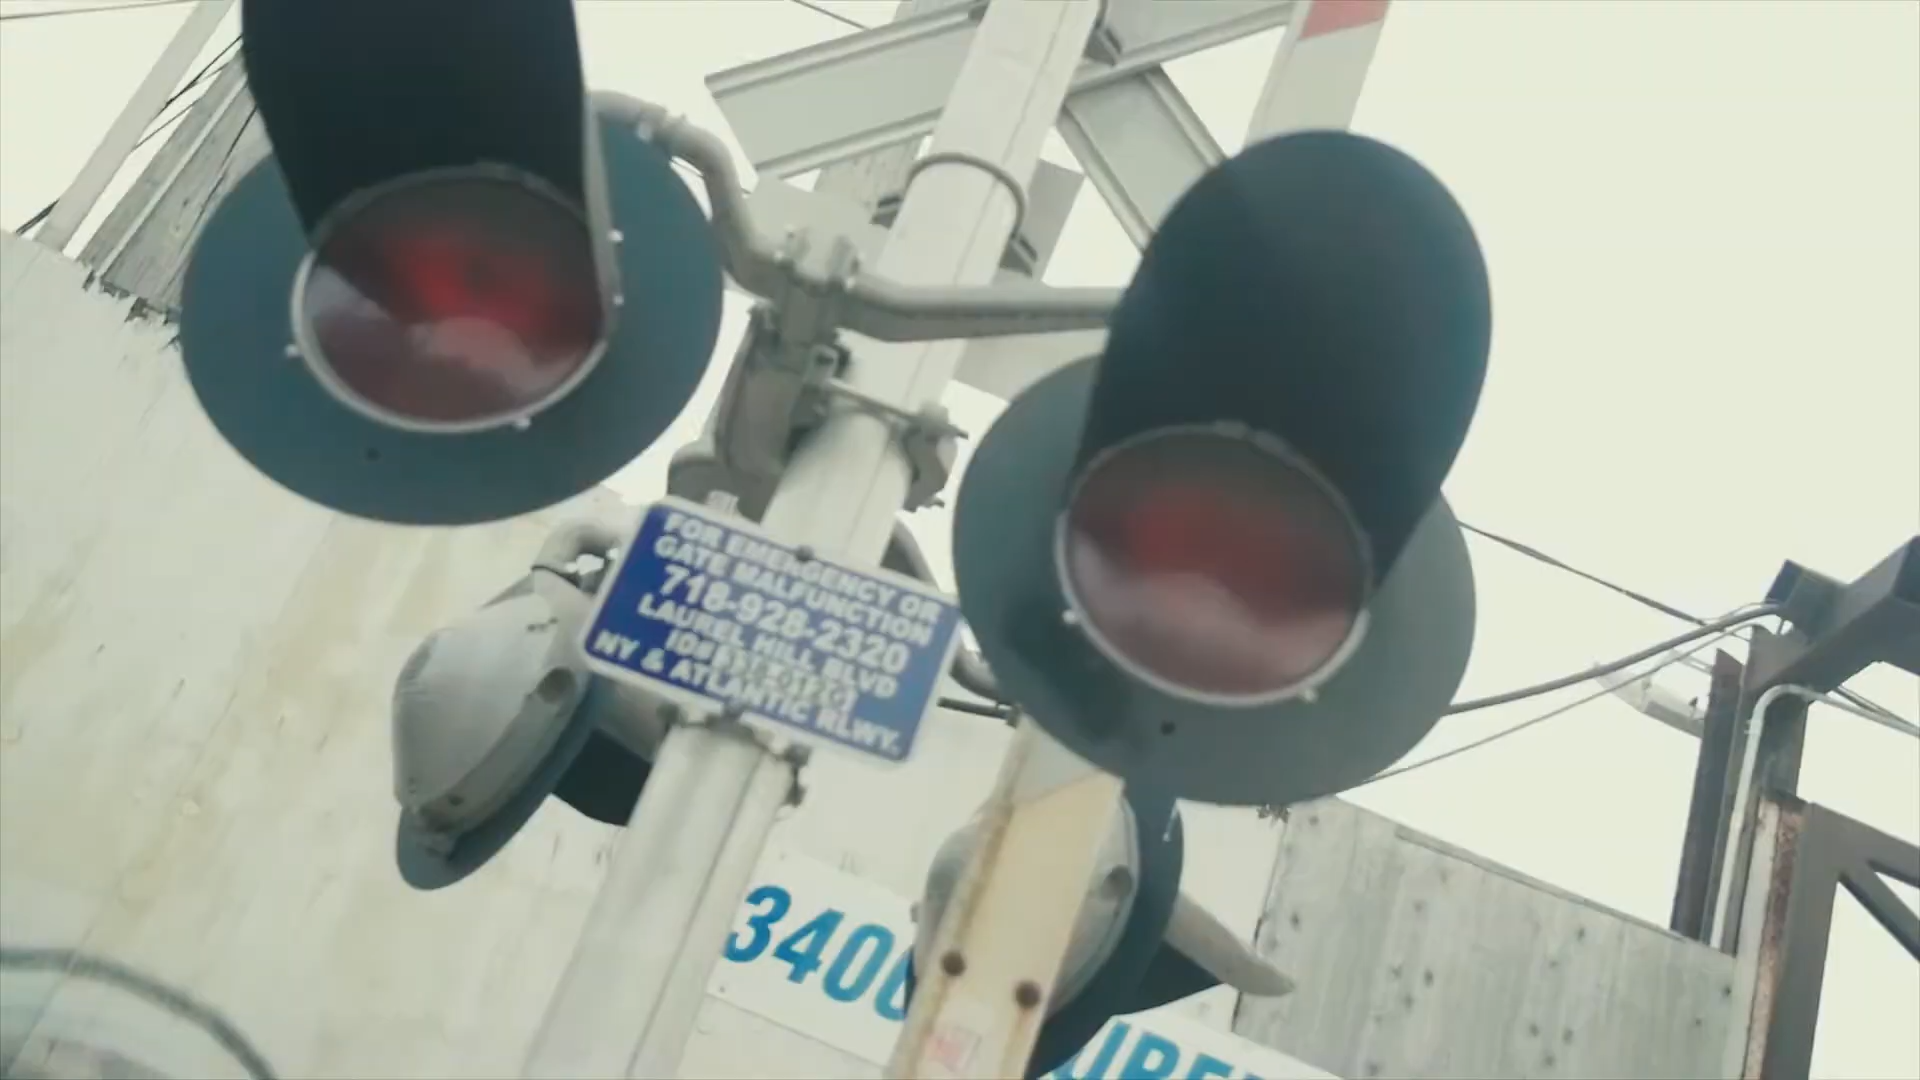 FOR EMERGENCY OR
GATE MALFUNCTION
718-928-2320
LAUREL HILL BLVD
NY & ATLANTIC RLWY.
3400